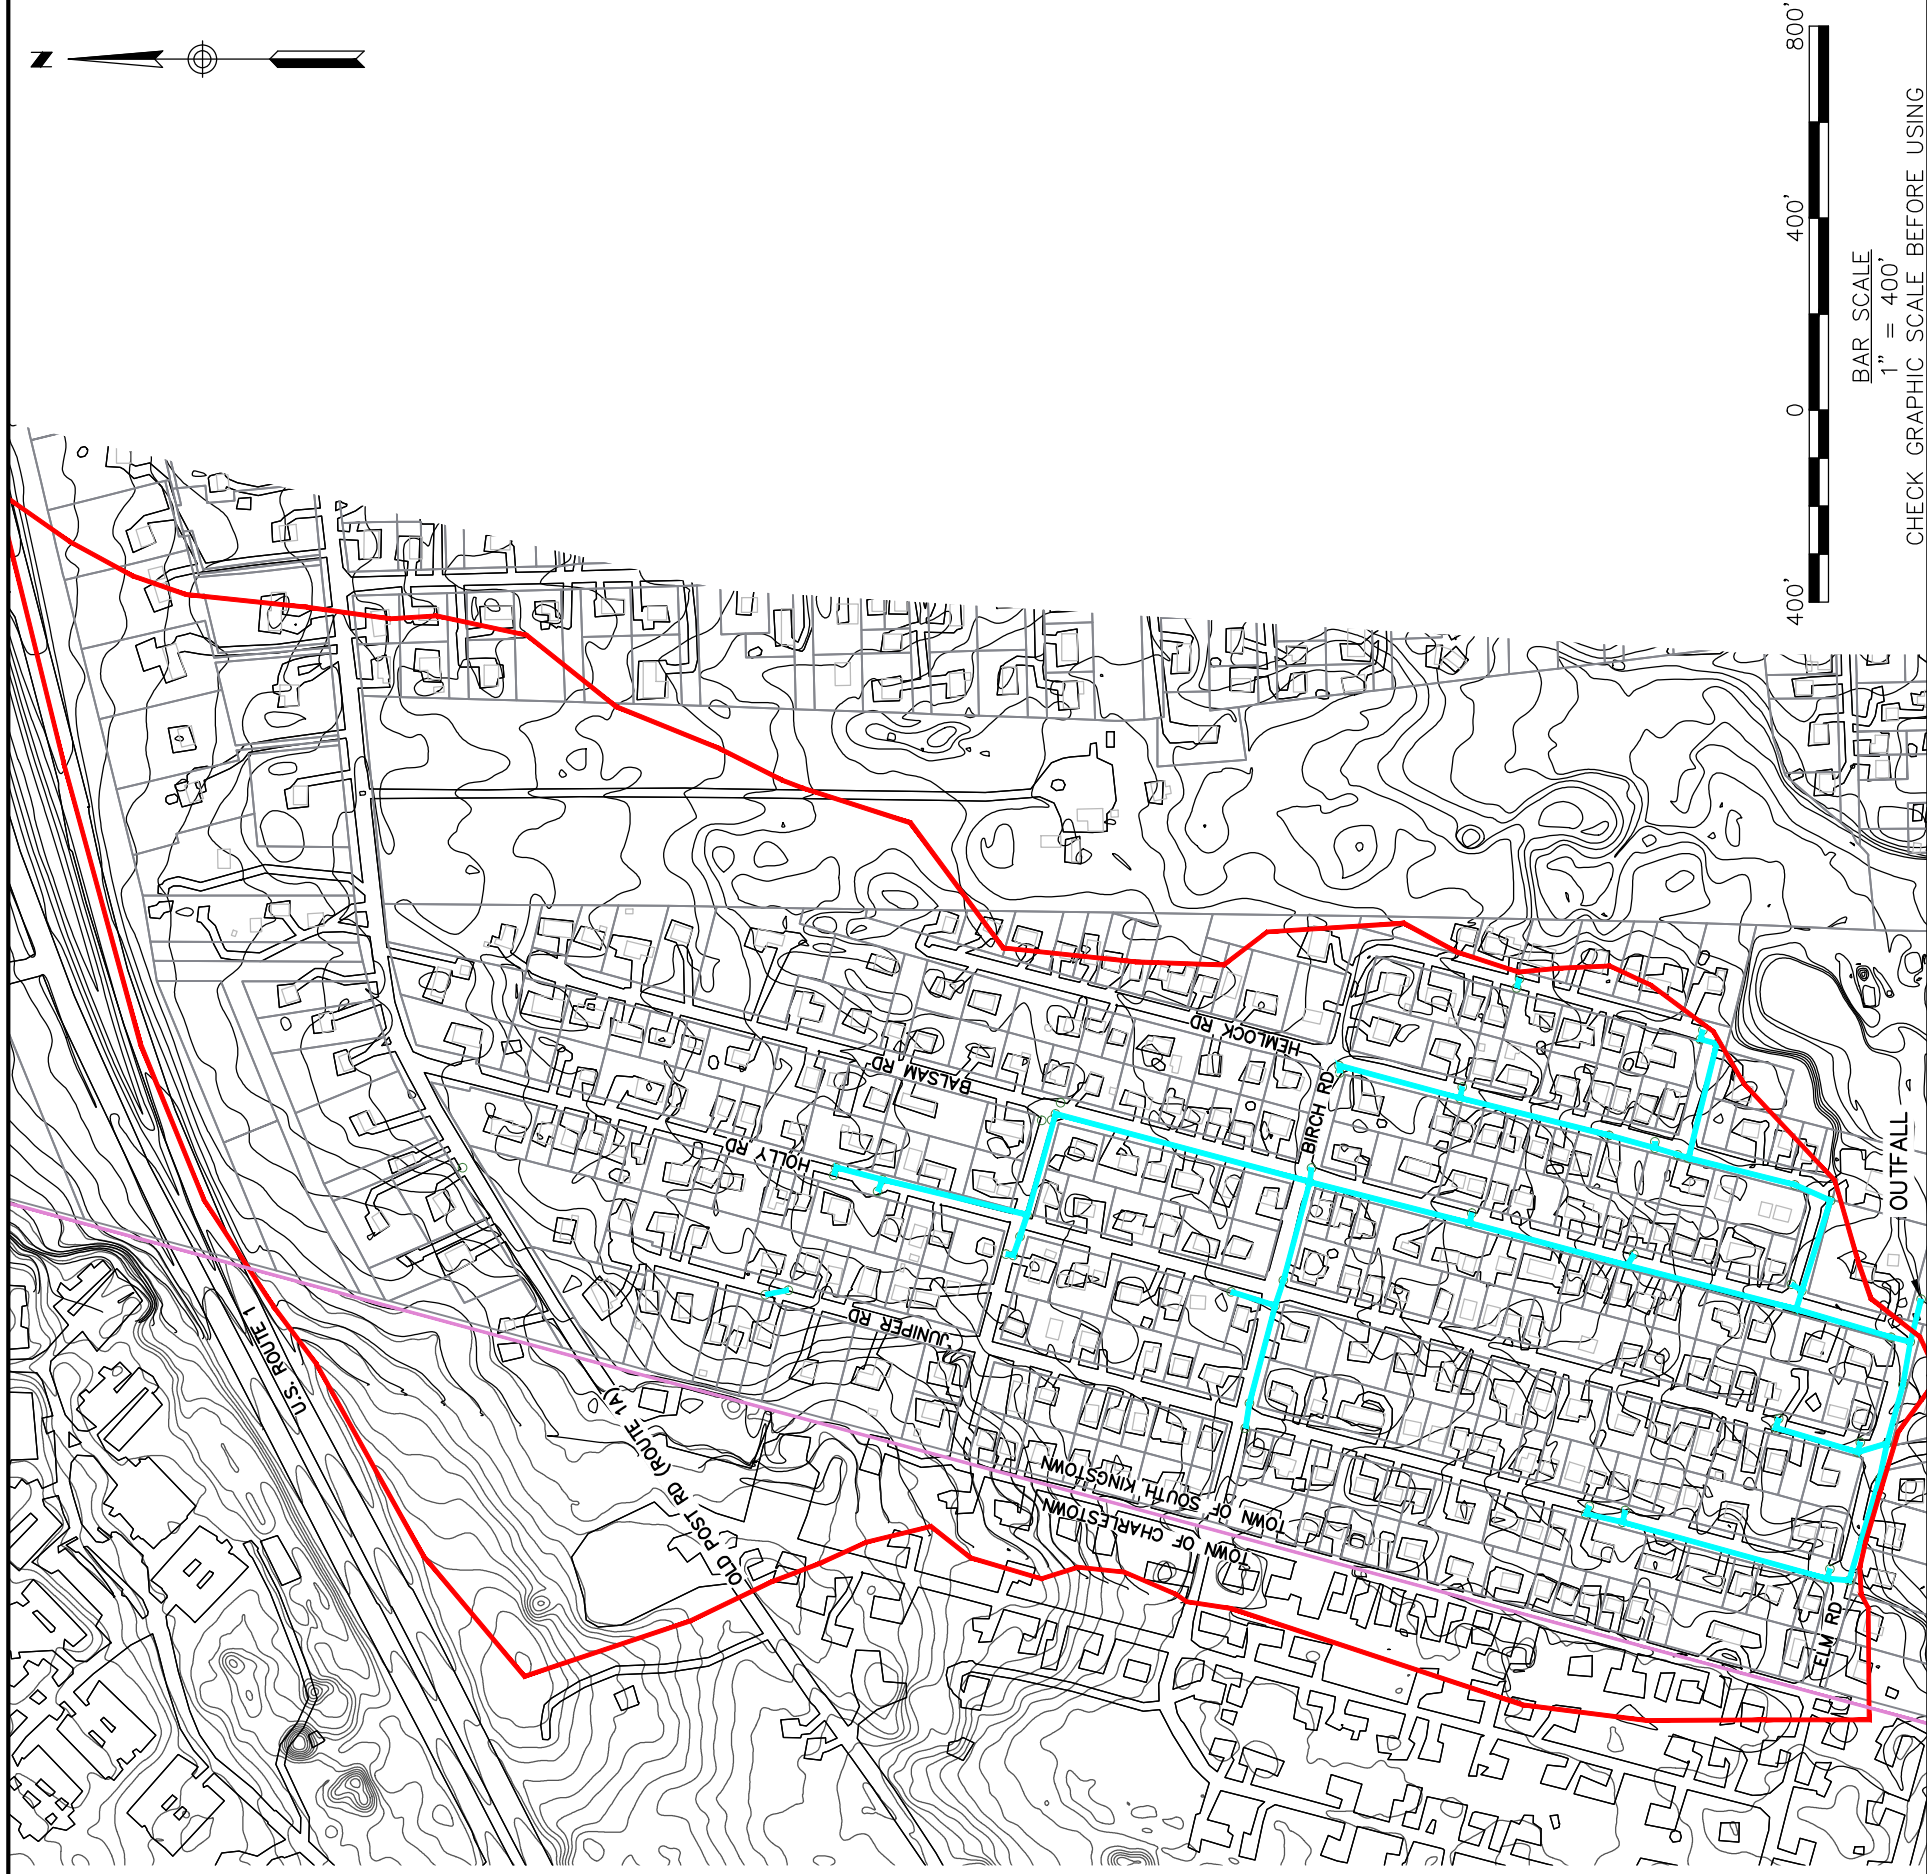 N
U.S. ROUTE 1
OLD POST RD (ROUTE 1A)
HOLLY RD
BALSAM RD
JUNIPER RD
HEMLOCK RD
BIRCH RD
TOWN OF SOUTH KINGSTOWN
TOWN OF CHARLESTOWN
ELM RD
OUTFALL
400' 0 400' 800'
BAR SCALE
1" = 400'
CHECK GRAPHIC SCALE BEFORE USING